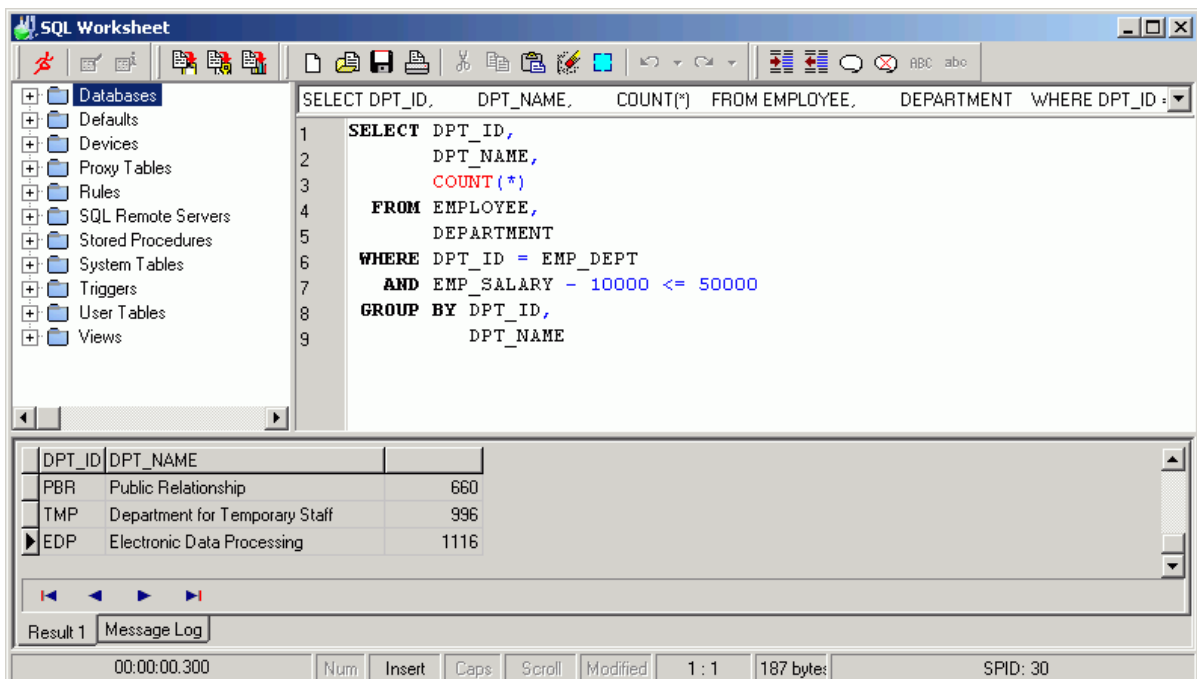 SQL Worksheet
ABC abc
Databases
Defaults
Devices
Proxy Tables
Rules
SQL Remote Servers
Stored Procedures
System Tables
Triggers
User Tables
Views
SELECT DPT_ID, DPT_NAME, COUNT(*) FROM EMPLOYEE, DEPARTMENT WHERE DPT_ID =
1 SELECT DPT_ID,
2 DPT_NAME,
3 COUNT(*)
4 FROM EMPLOYEE,
5 DEPARTMENT
6 WHERE DPT_ID = EMP_DEPT
7 AND EMP_SALARY - 10000 <= 50000
8 GROUP BY DPT_ID,
9 DPT_NAME
DPT_ID DPT_NAME
PBR Public Relationship 660
TMP Department for Temporary Staff 996
EDP Electronic Data Processing 1116
Result 1 Message Log
00:00:00.300 Num Insert Caps Scroll Modified 1 : 1 187 bytes SPID: 30